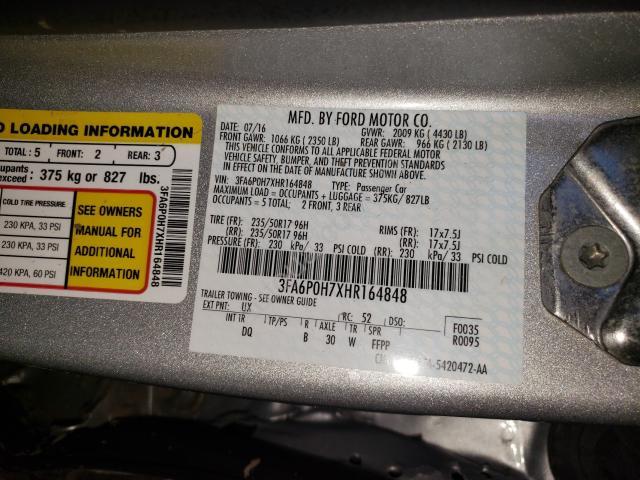 LOADING INFORMATION
TOTAL: 5 FRONT: 2 REAR: 3
375 kg or 827 lbs.
COLD TIRE PRESSURE
230 KPA, 33 PSI
230 KPA, 33 PSI
420 KPA, 60 PSI
SEE OWNERS
MANUAL FOR
ADDITIONAL
INFORMATION
3FA6P0H7XHR164848
MFD. BY FORD MOTOR CO.
DATE: 07/16 GVWR: 2009 KG (4430 LB)
FRONT GAWR: 1066 KG (2350 LB) REAR GAWR: 966 KG (2130 LB)
THIS VEHICLE CONFORMS TO ALL APPLICABLE FEDERAL MOTOR
VEHICLE SAFETY, BUMPER, AND THEFT PREVENTION STANDARDS
IN EFFECT ON THE DATE OF MANUFACTURE SHOWN ABOVE.
VIN: 3FA6P0H7XHR164848 TYPE: Passenger Car
MAXIMUM LOAD = OCCUPANTS + LUGGAGE = 375KG/ 827LB
OCCUPANTS = 5 TOTAL; 2 FRONT, 3 REAR
TIRE (FR): 235/50R17 96H RIMS (FR): 17x7.5J
(RR): 235/50R17 96H (RR): 17x7.5J
PRESSURE (FR): 230 kPa/ 33 PSI COLD (RR): 230 kPa/ 33 PSI COLD
3FA6P0H7XHR164848
TRAILER TOWING - SEE OWNER GUIDE
EXT PNT: UX RC: 52 DSO: F0035
INT TR TP/PS R AXLE TR SPR R0095
DQ B 30 W FFPP
5420472-AA